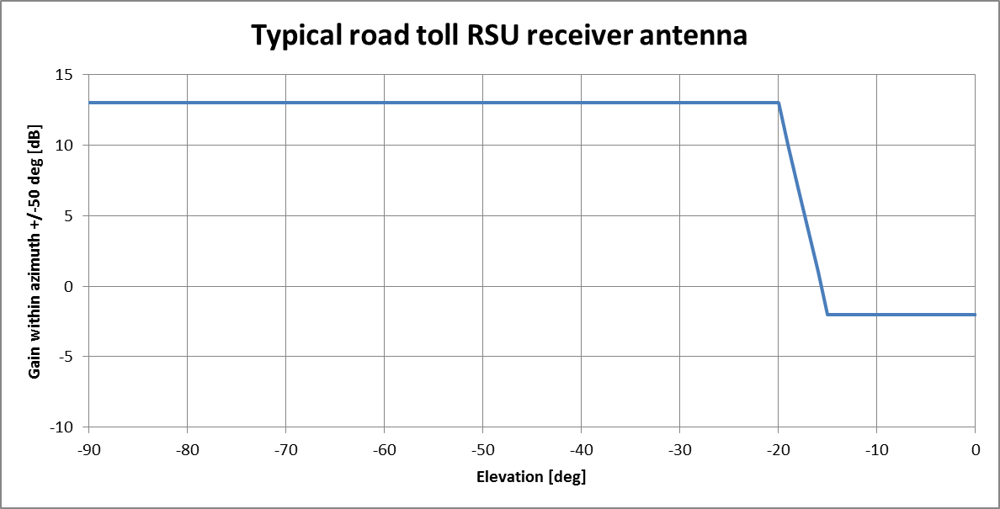 Typical road toll RSU receiver antenna
Gain within azimuth +/-50 deg [dB]
15
10
5
0
-5
-10
-90 -80 -70 -60 -50 -40 -30 -20 -10 0
Elevation [deg]